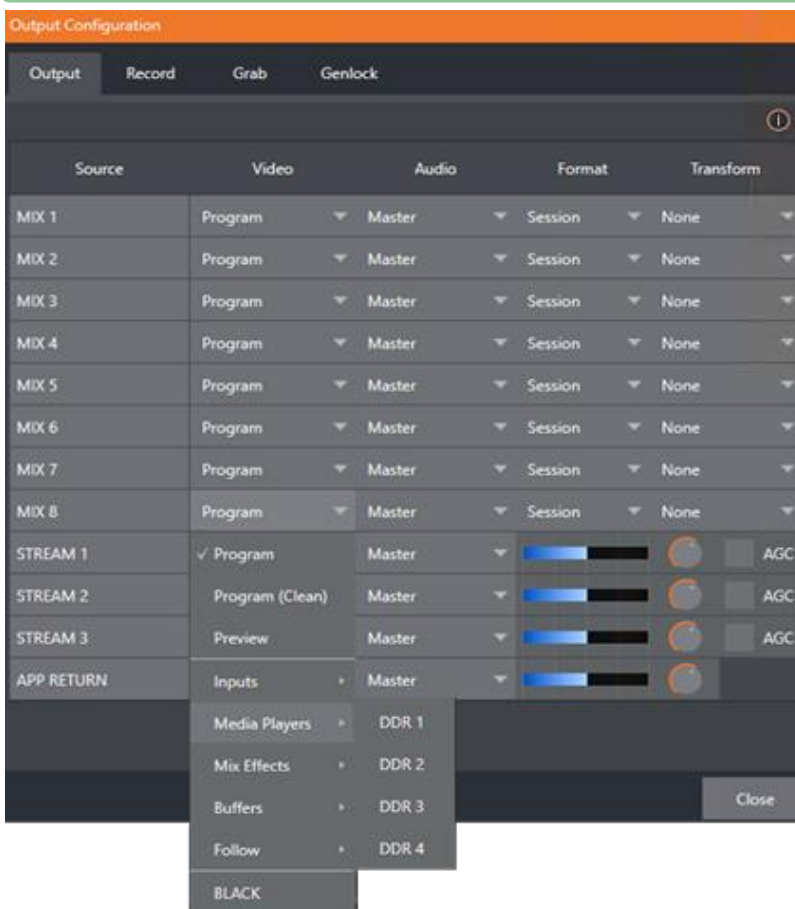 Output Configuration
Output Record Grab Genlock
Source Video Audio Format Transform
MIX 1 Program Master Session None
MIX 2 Program Master Session None
MIX 3 Program Master Session None
MIX 4 Program Master Session None
MIX 5 Program Master Session None
MIX 6 Program Master Session None
MIX 7 Program Master Session None
MIX 8 Program Master Session None
STREAM 1 ✓ Program Master AGC
STREAM 2 Program (Clean) Master AGC
STREAM 3 Preview Master AGC
APP RETURN Inputs Master
Media Players DDR 1
Mix Effects DDR 2
Buffers DDR 3 Close
Follow DDR 4
BLACK